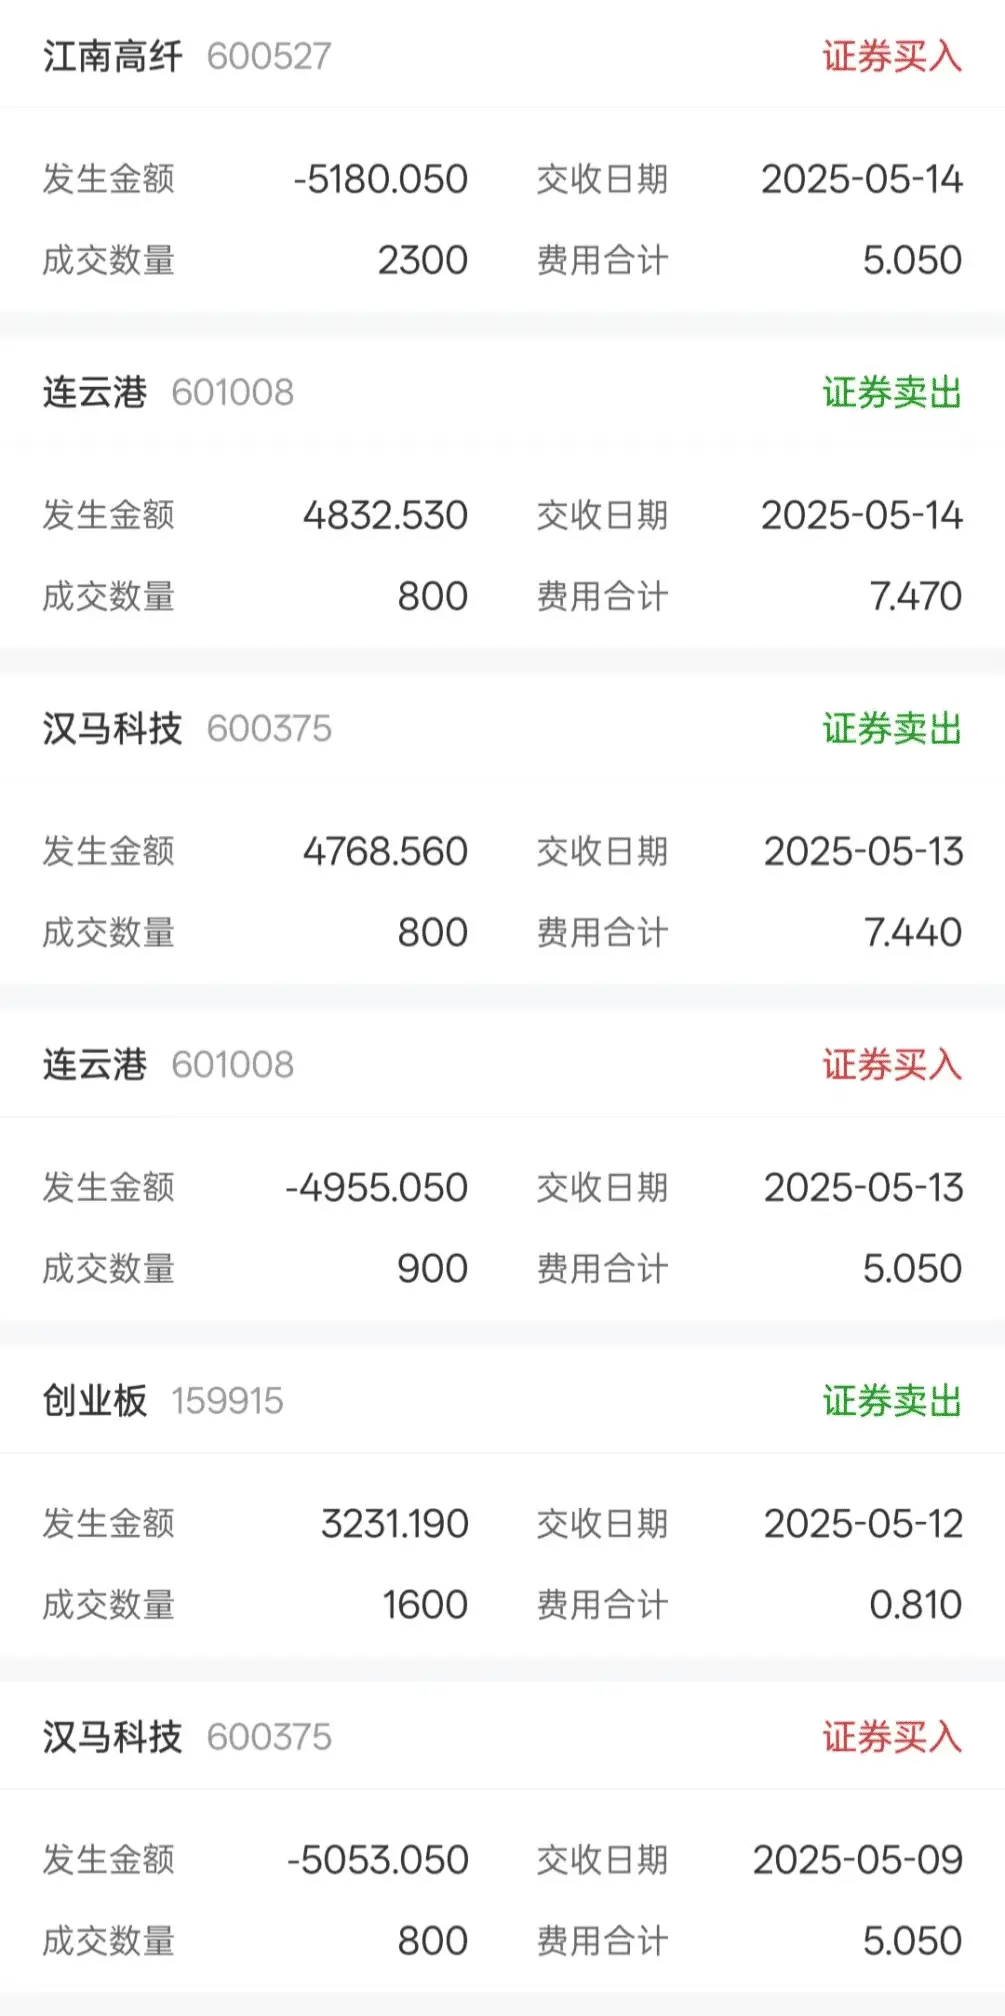 江南高纤 600527 证券买入
发生金额 -5180.050 交收日期 2025-05-14
成交数量 2300 费用合计 5.050
连云港 601008 证券卖出
发生金额 4832.530 交收日期 2025-05-14
成交数量 800 费用合计 7.470
汉马科技 600375 证券卖出
发生金额 4768.560 交收日期 2025-05-13
成交数量 800 费用合计 7.440
连云港 601008 证券买入
发生金额 -4955.050 交收日期 2025-05-13
成交数量 900 费用合计 5.050
创业板 159915 证券卖出
发生金额 3231.190 交收日期 2025-05-12
成交数量 1600 费用合计 0.810
汉马科技 600375 证券买入
发生金额 -5053.050 交收日期 2025-05-09
成交数量 800 费用合计 5.050